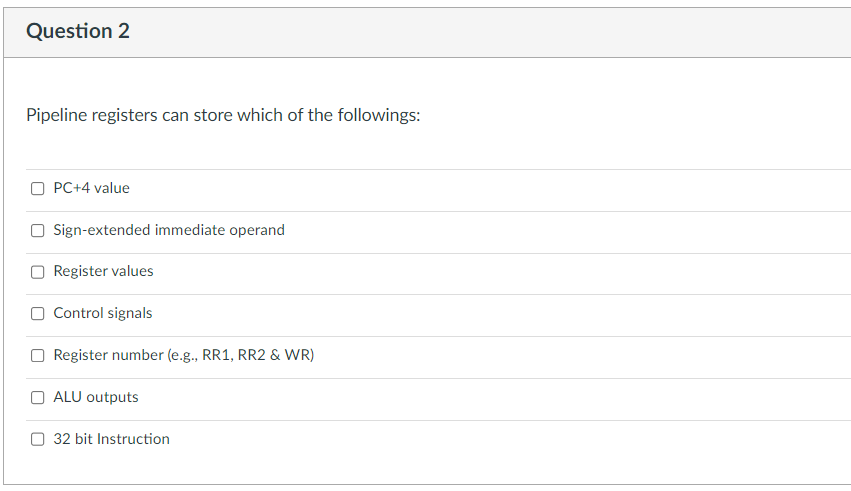 Question 2
Pipeline registers can store which of the followings:
PC+4 value
Sign-extended immediate operand
Register values
Control signals
Register number (e.g., RR1, RR2 & WR)
ALU outputs
32 bit Instruction